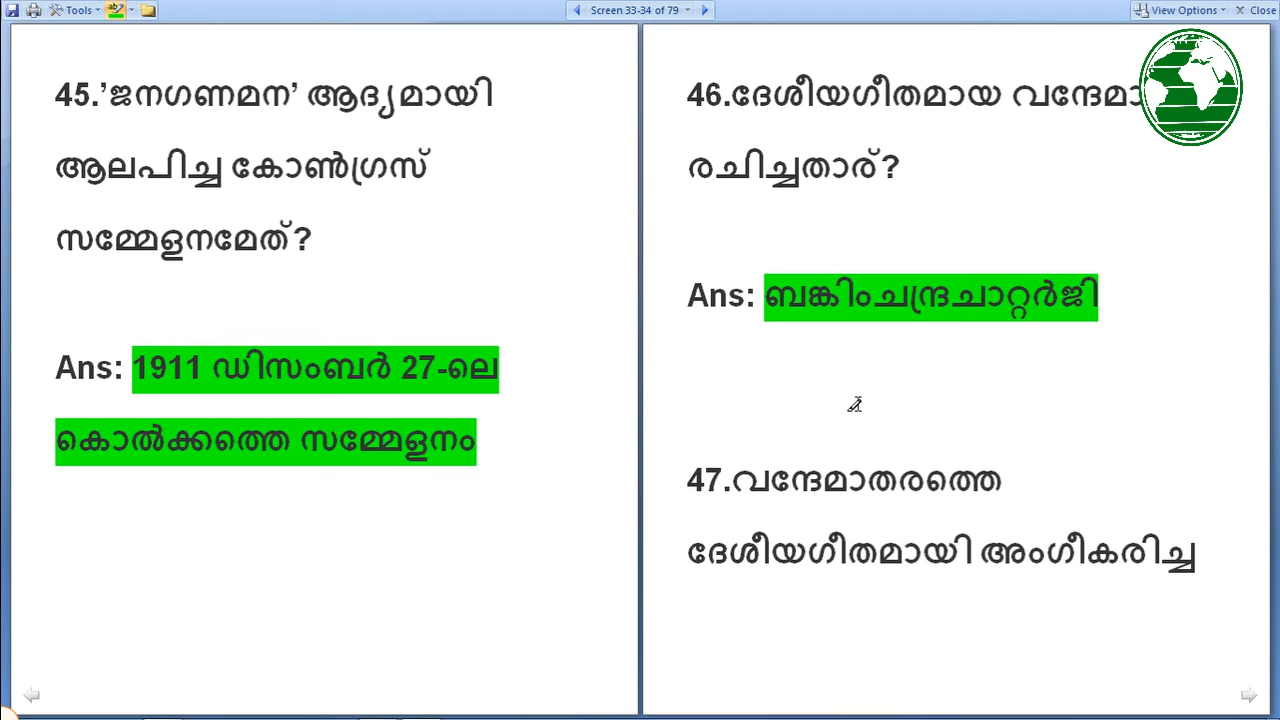 Tools
Screen 33-34 of 79
View Options
Close
45.’ജനഗണമന’ ആദ്യമായി
ആലപിച്ച കോൺഗ്രസ്
സമ്മേളനമേത്?
Ans: 1911 ഡിസംബർ 27-ലെ
കൊൽക്കത്തെ സമ്മേളനം
46.ദേശീയഗീതമായ വന്ദേമാ
രചിച്ചതാര്?
Ans: ബങ്കിംചന്ദ്രചാറ്റർജി
47.വന്ദേമാതരത്തെ
ദേശീയഗീതമായി അംഗീകരിച്ച